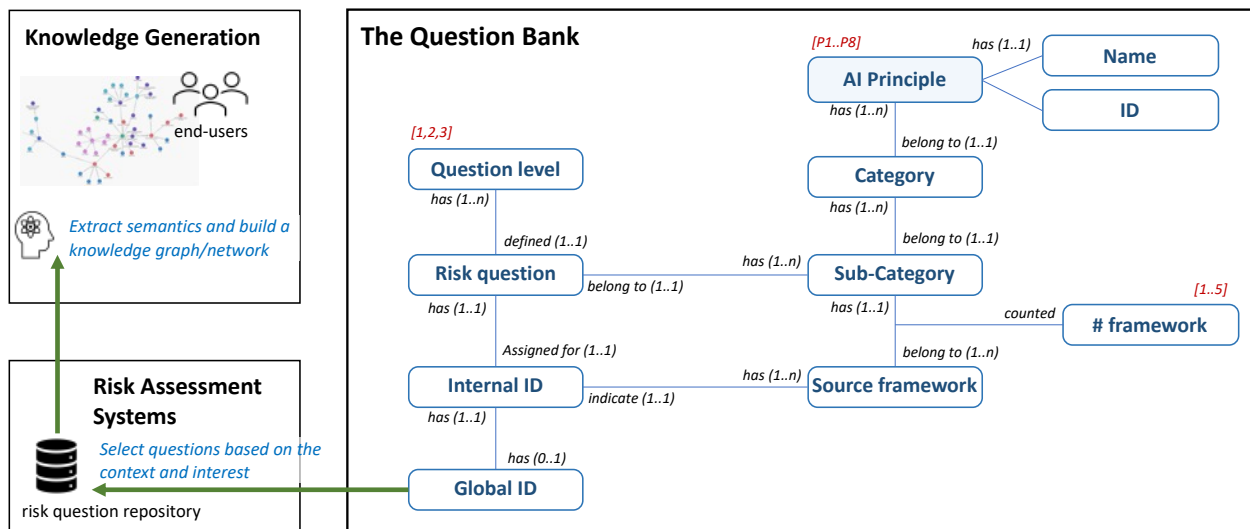 Knowledge Generation
end-users
Extract semantics and build a
knowledge graph/network
Risk Assessment
Systems
Select questions based on the
context and interest
risk question repository
The Question Bank
[P1..P8]
has (1..1)
Name
AI Principle
ID
has (1..n)
[1,2,3]
belong to (1..1)
Question level
Category
has (1..n)
has (1..n)
defined (1..1)
belong to (1..1)
Risk question
has (1..n)
Sub-Category
belong to (1..1)
[1..5]
has (1..1)
has (1..1)
counted
# framework
Assigned for (1..1)
belong to (1..n)
Internal ID
has (1..n)
Source framework
indicate (1..1)
has (1..1)
has (0..1)
Global ID